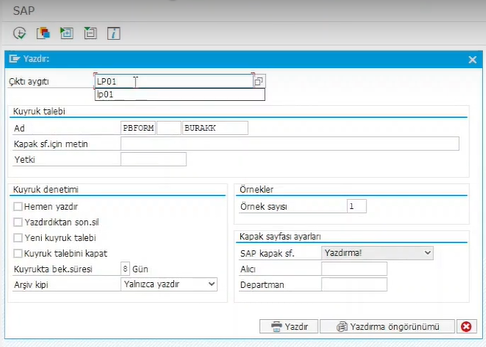 SAP
Yazdır:
Çıktı aygıtı LP01
lp01
Kuyruk talebi
Ad PBFORM BURAKK
Kapak sf.için metin
Yetki
Kuyruk denetimi
Hemen yazdır
Yazdırdıktan son.sil
Yeni kuyruk talebi
Kuyruk talebini kapat
Kuyrukta bek.süresi 8 Gün
Arşiv kipi Yalnızca yazdır
Örnekler
Örnek sayısı 1
Kapak sayfası ayarları
SAP kapak sf. Yazdırma!
Alıcı
Departman
Yazdır Yazdırma öngörünümü